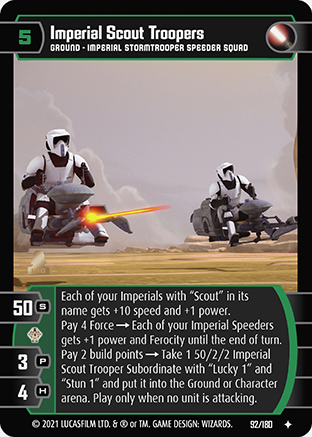 5 Imperial Scout Troopers
GROUND - IMPERIAL STORMTROOPER SPEEDER SQUAD
50 S
3 P
4 H
Each of your Imperials with “Scout” in its
name gets +10 speed and +1 power.
Pay 4 Force → Each of your Imperial Speeders
gets +1 power and Ferocity until the end of turn.
Pay 2 build points → Take 1 50/2/2 Imperial
Scout Trooper Subordinate with “Lucky 1” and
“Stun 1” and put it into the Ground or Character
arena. Play only when no unit is attacking.
© 2021 LUCASFILM LTD. & ® or TM. GAME DESIGN: WIZARDS. 92/180